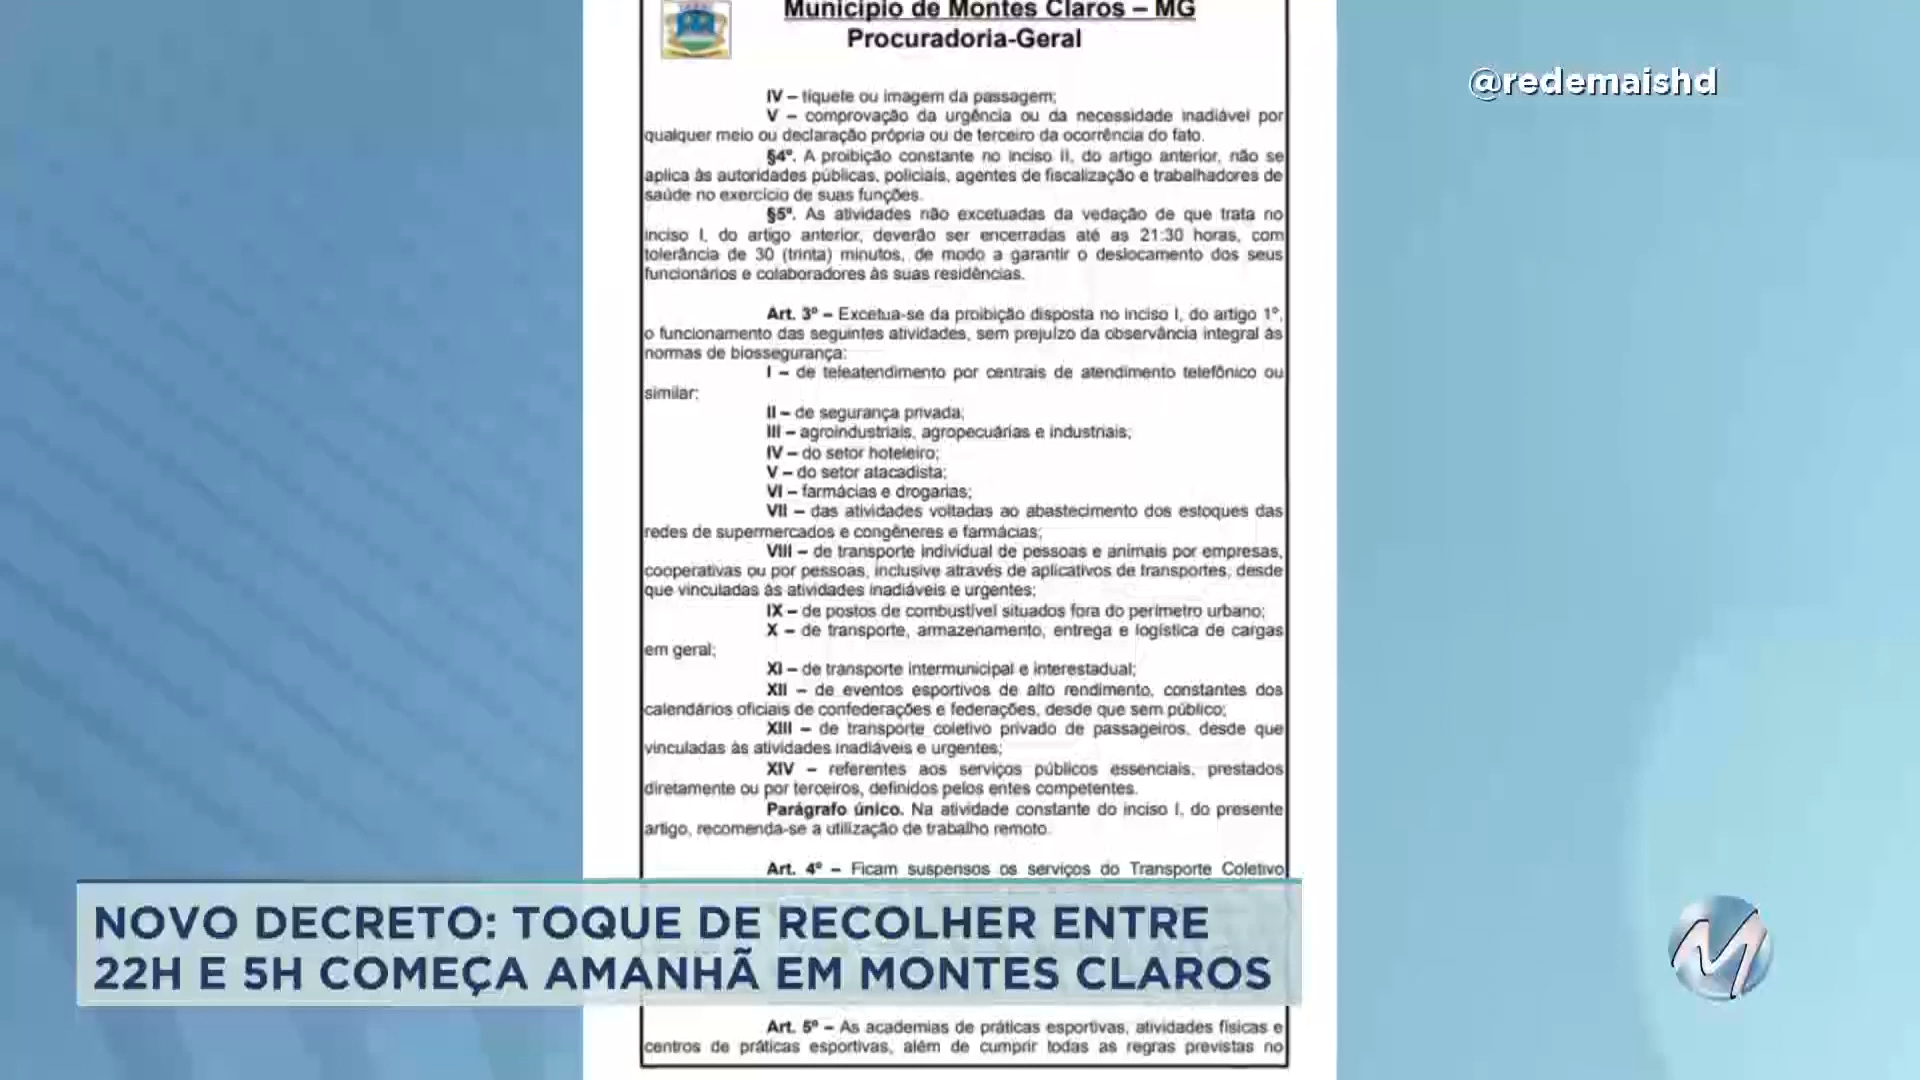 Município de Montes Claros – MG
Procuradoria-Geral
@redemaishd
IV – tíquete ou imagem da passagem;
V – comprovação da urgência ou da necessidade inadiável por
qualquer meio ou declaração própria ou de terceiro da ocorrência do fato.
§4º. A proibição constante no inciso II, do artigo anterior, não se
aplica às autoridades públicas, policiais, agentes de fiscalização e trabalhadores de
saúde no exercício de suas funções.
§5º. As atividades não excetuadas da vedação de que trata no
inciso I, do artigo anterior, deverão ser encerradas até as 21:30 horas, com
tolerância de 30 (trinta) minutos, de modo a garantir o deslocamento dos seus
funcionários e colaboradores às suas residências.
Art. 3º – Excetua-se da proibição disposta no inciso I, do artigo 1º,
o funcionamento das seguintes atividades, sem prejuízo da observância integral às
normas de biossegurança:
I – de teleatendimento por centrais de atendimento telefônico ou
similar;
II – de segurança privada;
III – agroindustriais, agropecuárias e industriais;
IV – do setor hoteleiro;
V – do setor atacadista;
VI – farmácias e drogarias;
VII – das atividades voltadas ao abastecimento dos estoques das
redes de supermercados e congêneres e farmácias;
VIII – de transporte individual de pessoas e animais por empresas,
cooperativas ou por pessoas, inclusive através de aplicativos de transportes, desde
que vinculadas às atividades inadiáveis e urgentes;
IX – de postos de combustível situados fora do perímetro urbano;
X – de transporte, armazenamento, entrega e logística de cargas
em geral;
XI – de transporte intermunicipal e interestadual;
XII – de eventos esportivos de alto rendimento, constantes dos
calendários oficiais de confederações e federações, desde que sem público;
XIII – de transporte coletivo privado de passageiros, desde que
vinculadas às atividades inadiáveis e urgentes;
XIV – referentes aos serviços públicos essenciais, prestados
diretamente ou por terceiros, definidos pelos entes competentes.
Parágrafo único. Na atividade constante do inciso I, do presente
artigo, recomenda-se a utilização de trabalho remoto.
Art. 4º – Ficam suspensos os serviços do Transporte Coletivo
NOVO DECRETO: TOQUE DE RECOLHER ENTRE
22H E 5H COMEÇA AMANHÃ EM MONTES CLAROS
Art. 5º – As academias de práticas esportivas, atividades físicas e
centros de práticas esportivas, além de cumprir todas as regras previstas no
M